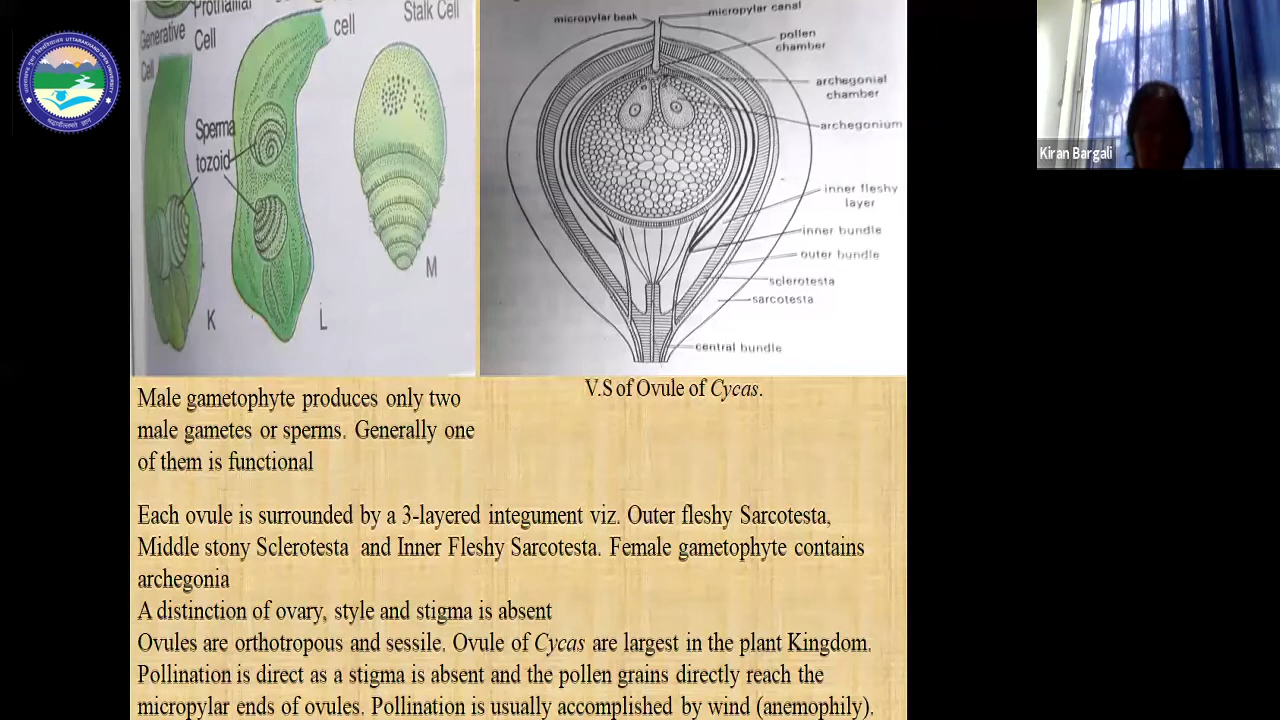 Prothallial
Cell
Generative
Cell
cell
Stalk Cell
Sperma
tozoid
K
L
M
micropylar beak
micropylar canal
pollen
chamber
archegonial
chamber
archegonium
inner fleshy
layer
inner bundle
outer bundle
sclerotesta
sarcotesta
central bundle
UTTARAKHAND OPEN UNIVERSITY
Kiran Bargali
V.S of Ovule of Cycas.
Male gametophyte produces only two
male gametes or sperms. Generally one
of them is functional
Each ovule is surrounded by a 3-layered integument viz. Outer fleshy Sarcotesta,
Middle stony Sclerotesta and Inner Fleshy Sarcotesta. Female gametophyte contains
archegonia
A distinction of ovary, style and stigma is absent
Ovules are orthotropous and sessile. Ovule of Cycas are largest in the plant Kingdom.
Pollination is direct as a stigma is absent and the pollen grains directly reach the
micropylar ends of ovules. Pollination is usually accomplished by wind (anemophily).